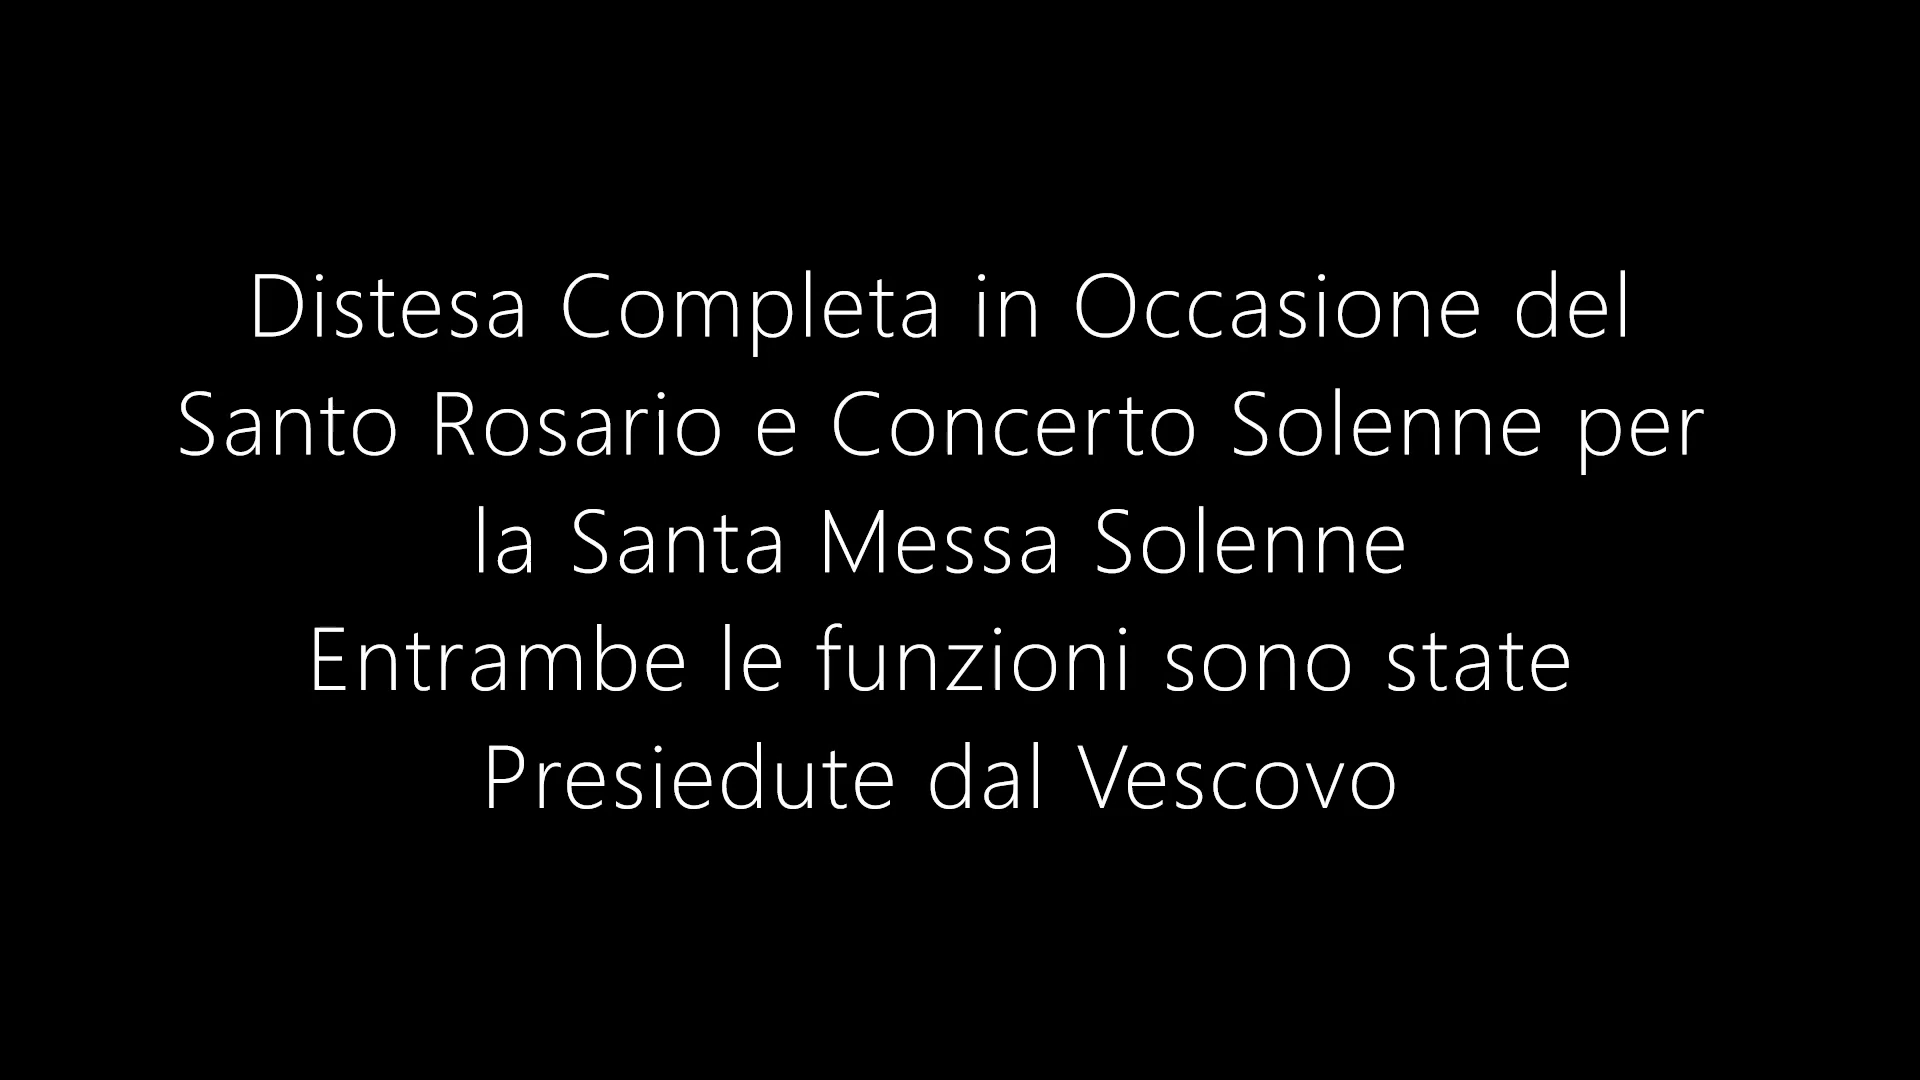 Distesa Completa in Occasione del
Santo Rosario e Concerto Solenne per
la Santa Messa Solenne
Entrambe le funzioni sono state
Presiedute dal Vescovo